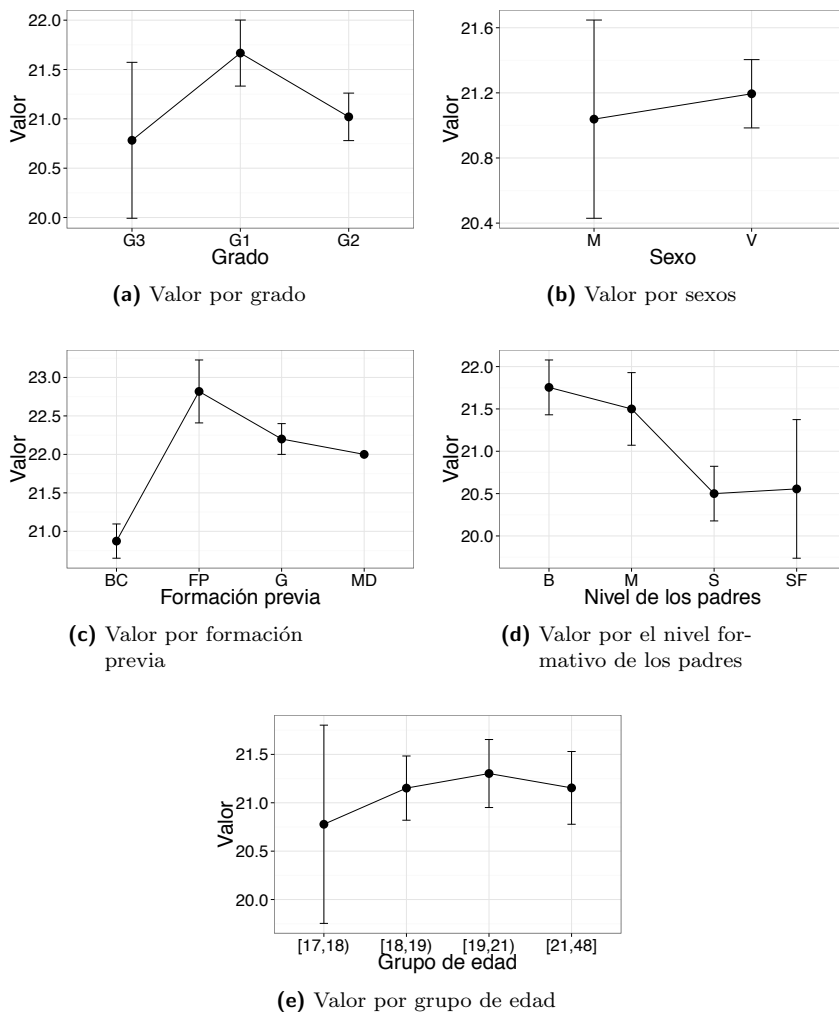 22.0
21.5
21.0
20.5
20.0
Valor
G3 G1 G2
Grado
(a) Valor por grado
21.6
21.2
20.8
20.4
Valor
M V
Sexo
(b) Valor por sexos
23.0
22.5
22.0
21.5
21.0
Valor
BC FP G MD
Formación previa
(c) Valor por formación
previa
22.0
21.5
21.0
20.5
20.0
Valor
B M S SF
Nivel de los padres
(d) Valor por el nivel for-
mativo de los padres
21.5
21.0
20.5
20.0
Valor
[17,18) [18,19) [19,21) [21,48]
Grupo de edad
(e) Valor por grupo de edad